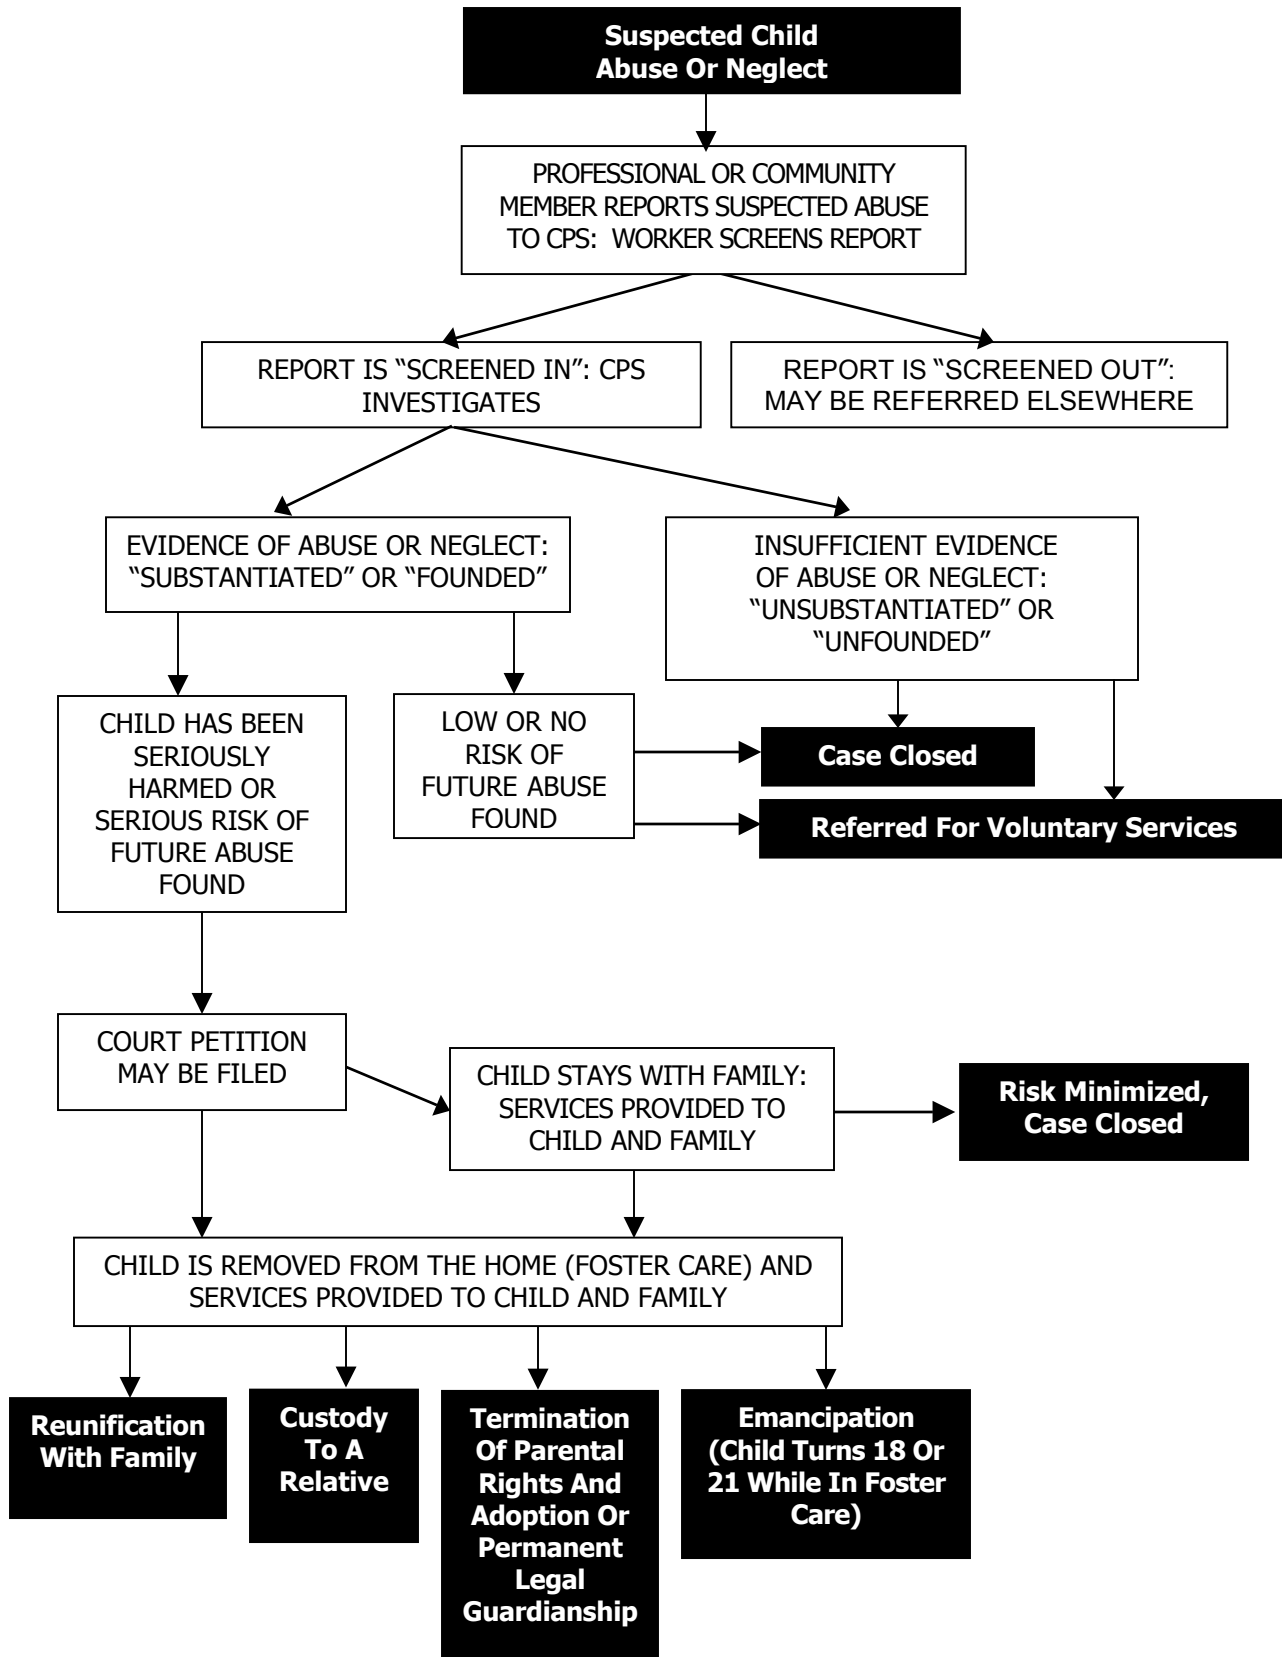 Suspected Child
Abuse Or Neglect
PROFESSIONAL OR COMMUNITY
MEMBER REPORTS SUSPECTED ABUSE
TO CPS: WORKER SCREENS REPORT
REPORT IS “SCREENED IN”: CPS
INVESTIGATES
REPORT IS “SCREENED OUT”:
MAY BE REFERRED ELSEWHERE
EVIDENCE OF ABUSE OR NEGLECT:
“SUBSTANTIATED” OR “FOUNDED”
INSUFFICIENT EVIDENCE
OF ABUSE OR NEGLECT:
“UNSUBSTANTIATED” OR
“UNFOUNDED”
CHILD HAS BEEN
SERIOUSLY
HARMED OR
SERIOUS RISK OF
FUTURE ABUSE
FOUND
LOW OR NO
RISK OF
FUTURE ABUSE
FOUND
Case Closed
Referred For Voluntary Services
COURT PETITION
MAY BE FILED
CHILD STAYS WITH FAMILY:
SERVICES PROVIDED TO
CHILD AND FAMILY
Risk Minimized,
Case Closed
CHILD IS REMOVED FROM THE HOME (FOSTER CARE) AND
SERVICES PROVIDED TO CHILD AND FAMILY
Reunification
With Family
Custody
To A
Relative
Termination
Of Parental
Rights And
Adoption Or
Permanent
Legal
Guardianship
Emancipation
(Child Turns 18 Or
21 While In Foster
Care)